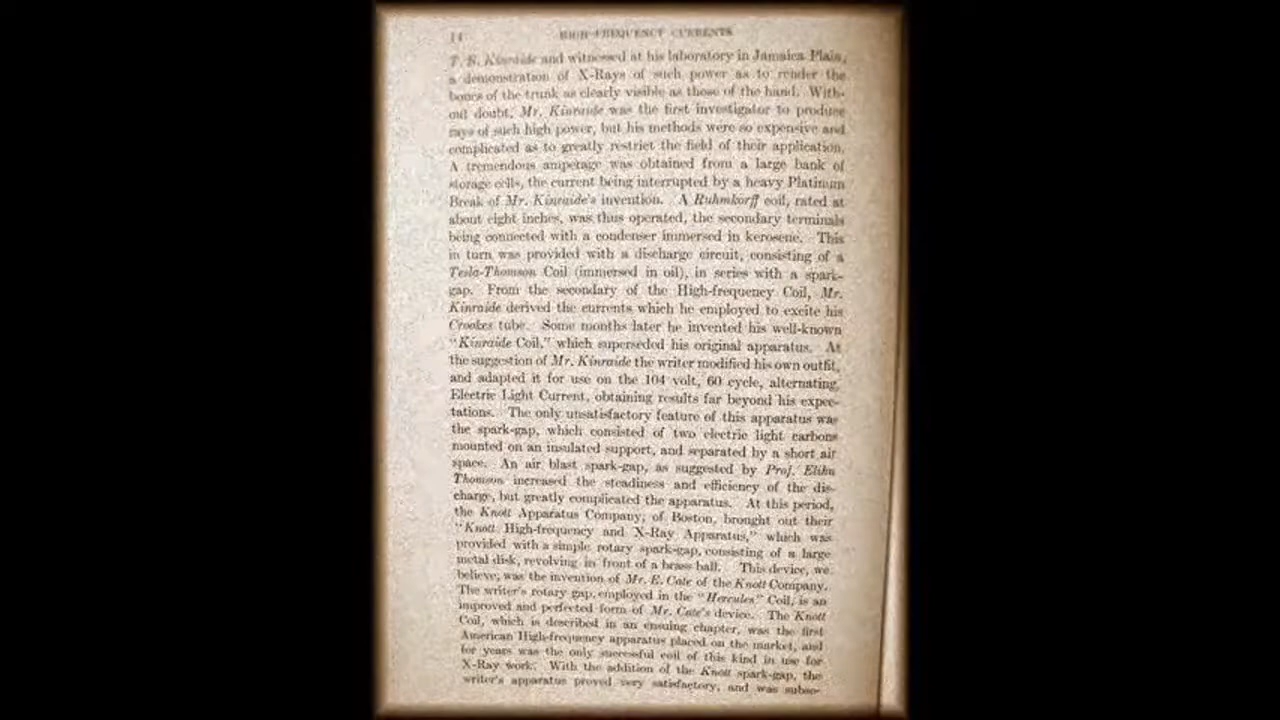 14 HIGH-FREQUENCY CURRENTS
T. B. Kinraide and witnessed at his laboratory in Jamaica Plain,
a demonstration of X-Rays of such power as to render the
bones of the trunk as clearly visible as those of the hand. With-
out doubt, Mr. Kinraide was the first investigator to produce
rays of such high power, but his methods were so expensive and
complicated as to greatly restrict the field of their application.
A tremendous amperage was obtained from a large bank of
storage cells, the current being interrupted by a heavy Platinum
Break of Mr. Kinraide's invention. A Ruhmkorff coil, rated at
about eight inches, was thus operated, the secondary terminals
being connected with a condenser immersed in kerosene. This
in turn was provided with a discharge circuit, consisting of a
Tesla-Thomson Coil (immersed in oil), in series with a spark-
gap. From the secondary of the High-frequency Coil, Mr.
Kinraide derived the currents which he employed to excite his
Crookes tube. Some months later he invented his well-known
"Kinraide Coil," which superseded his original apparatus. At
the suggestion of Mr. Kinraide the writer modified his own outfit,
and adapted it for use on the 104 volt, 60 cycle, alternating,
Electric Light Current, obtaining results far beyond his expec-
tations. The only unsatisfactory feature of this apparatus was
the spark-gap, which consisted of two electric light carbons
mounted on an insulated support, and separated by a short air
space. An air blast spark-gap, as suggested by Prof. Elihu
Thomson increased the steadiness and efficiency of the dis-
charge, but greatly complicated the apparatus. At this period,
the Knott Apparatus Company, of Boston, brought out their
"Knott High-frequency and X-Ray Apparatus," which was
provided with a simple rotary spark-gap, consisting of a large
metal disk, revolving in front of a brass ball. This device, we
believe, was the invention of Mr. E. Cate of the Knott Company.
The writer's rotary gap, employed in the "Hercules" Coil, is an
improved and perfected form of Mr. Cate's device. The Knott
Coil, which is described in an ensuing chapter, was the first
American High-frequency apparatus placed on the market, and
for years was the only successful coil of this kind in use for
X-Ray work. With the addition of the Knott spark-gap, the
writer's apparatus proved very satisfactory, and was subse-